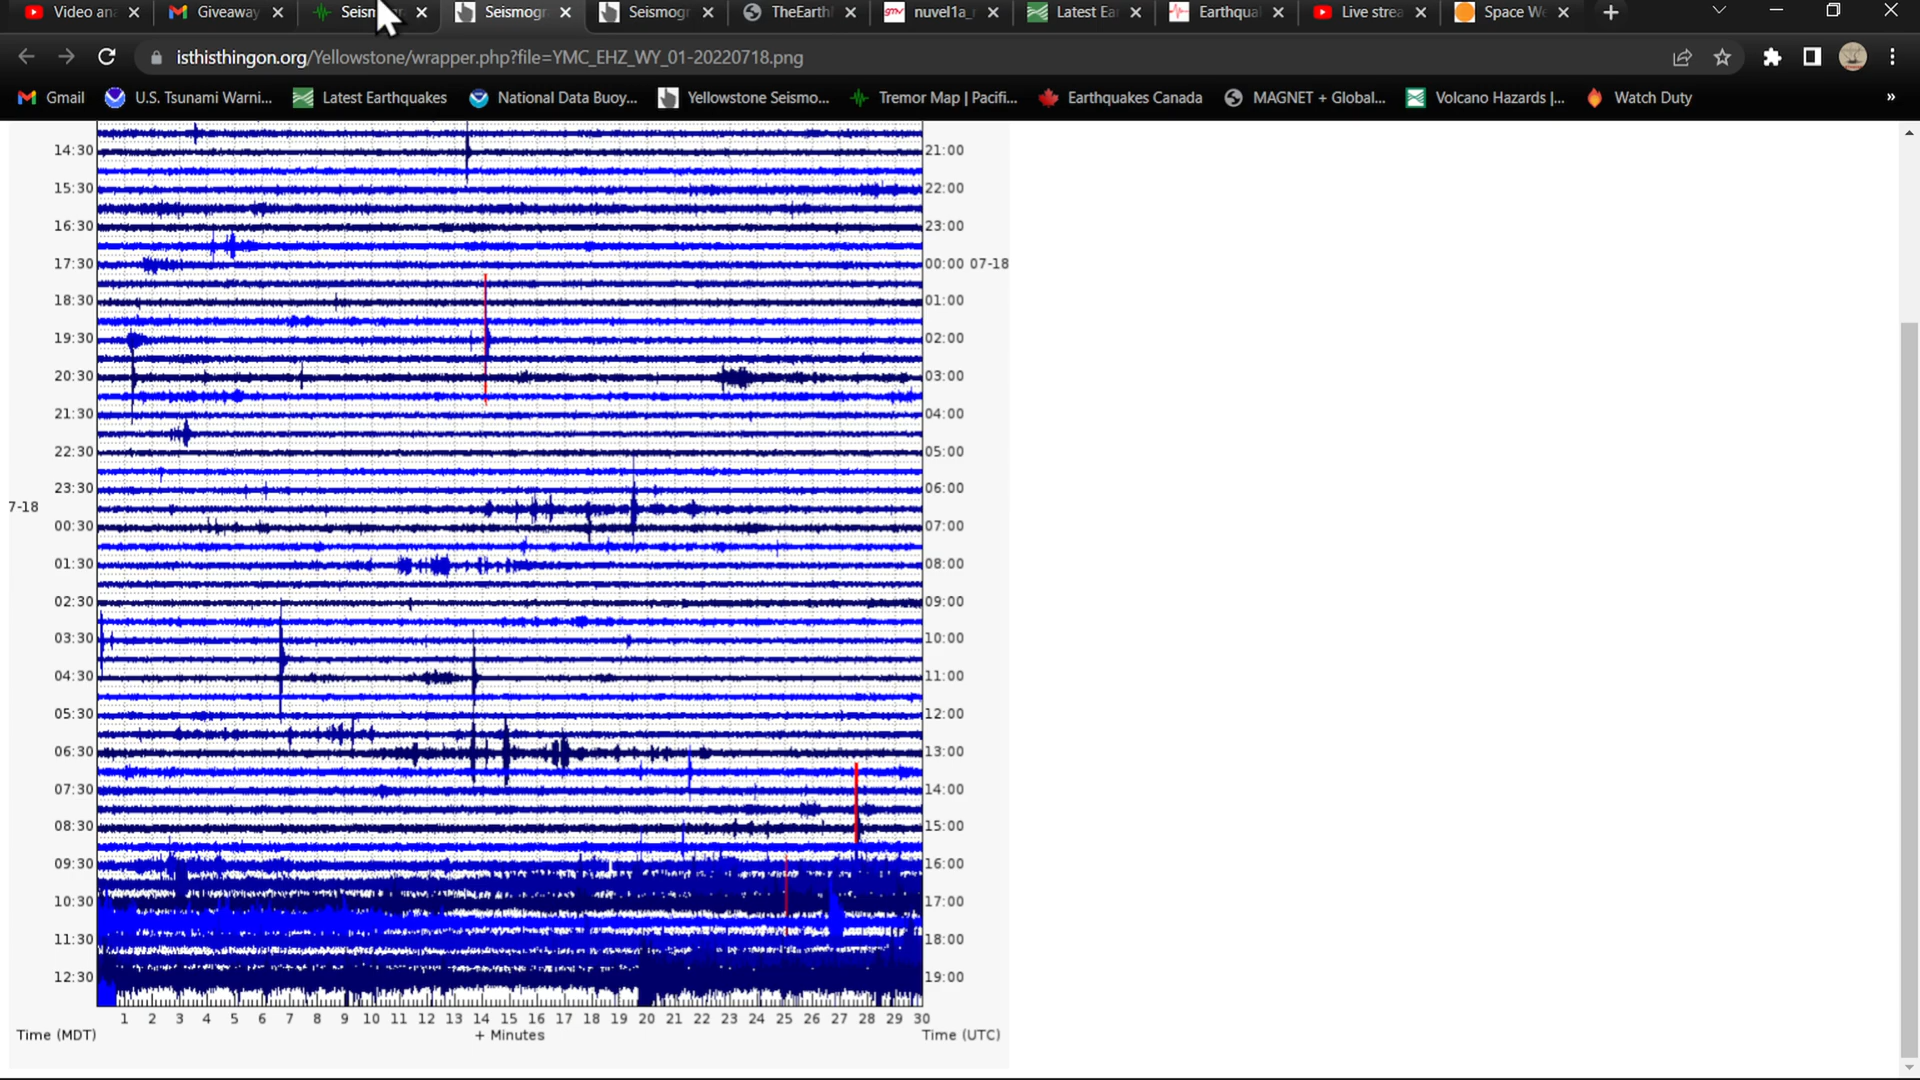 Video an
Giveaway
Seismogr
Seismogr
Seismogr
TheEarth
nuvel1a_
Latest Ea
Earthqua
Live strea
Space We
isthisthingon.org/Yellowstone/wrapper.php?file=YMC_EHZ_WY_01-20220718.png
Gmail
U.S. Tsunami Warni...
Latest Earthquakes
National Data Buoy...
Yellowstone Seismo...
Tremor Map | Pacifi...
Earthquakes Canada
MAGNET + Global...
Volcano Hazards |...
Watch Duty
»
14:30 21:00
15:30 22:00
16:30 23:00
17:30 00:00 07-18
18:30 01:00
19:30 02:00
20:30 03:00
21:30 04:00
22:30 05:00
23:30 06:00
7-18
00:30 07:00
01:30 08:00
02:30 09:00
03:30 10:00
04:30 11:00
05:30 12:00
06:30 13:00
07:30 14:00
08:30 15:00
09:30 16:00
10:30 17:00
11:30 18:00
12:30 19:00
1 2 3 4 5 6 7 8 9 10 11 12 13 14 15 16 17 18 19 20 21 22 23 24 25 26 27 28 29 30
Time (MDT) + Minutes Time (UTC)